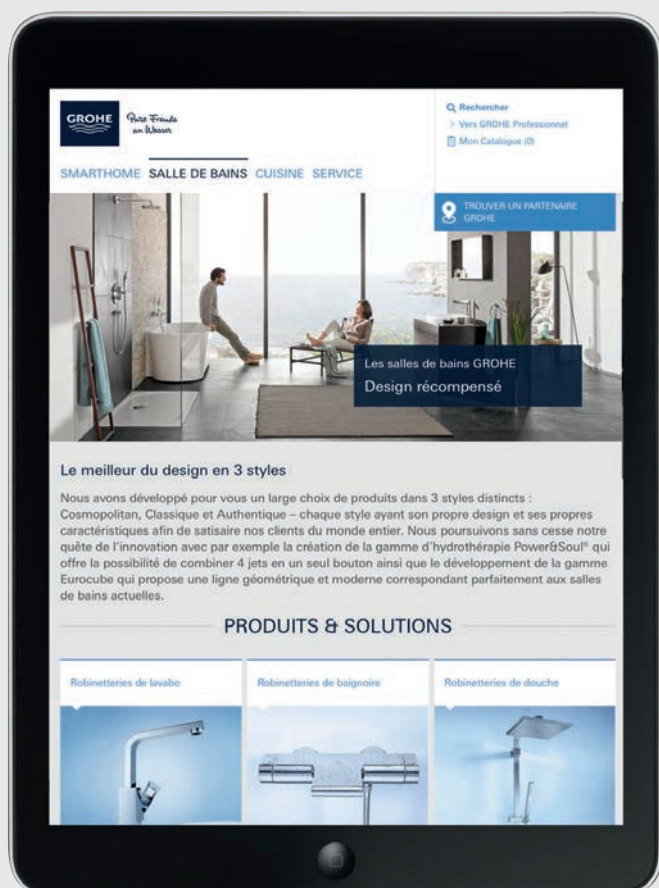 GROHE
Pure Freude
an Wasser
Rechercher
> Vers GROHE Professionnel
Mon Catalogue (0)
SMARTHOME SALLE DE BAINS CUISINE SERVICE
TROUVER UN PARTENAIRE
GROHE
Les salles de bains GROHE
Design récompensé
Le meilleur du design en 3 styles
Nous avons développé pour vous un large choix de produits dans 3 styles distincts :
Cosmopolitan, Classique et Authentique – chaque style ayant son propre design et ses propres
caractéristiques afin de satisaire nos clients du monde entier. Nous poursuivons sans cesse notre
quête de l'innovation avec par exemple la création de la gamme d'hydrothérapie Power&Soul® qui
offre la possibilité de combiner 4 jets en un seul bouton ainsi que le développement de la gamme
Eurocube qui propose une ligne géométrique et moderne correspondant parfaitement aux salles
de bains actuelles.
PRODUITS & SOLUTIONS
Robinetteries de lavabo Robinetteries de baignoire Robinetteries de douche